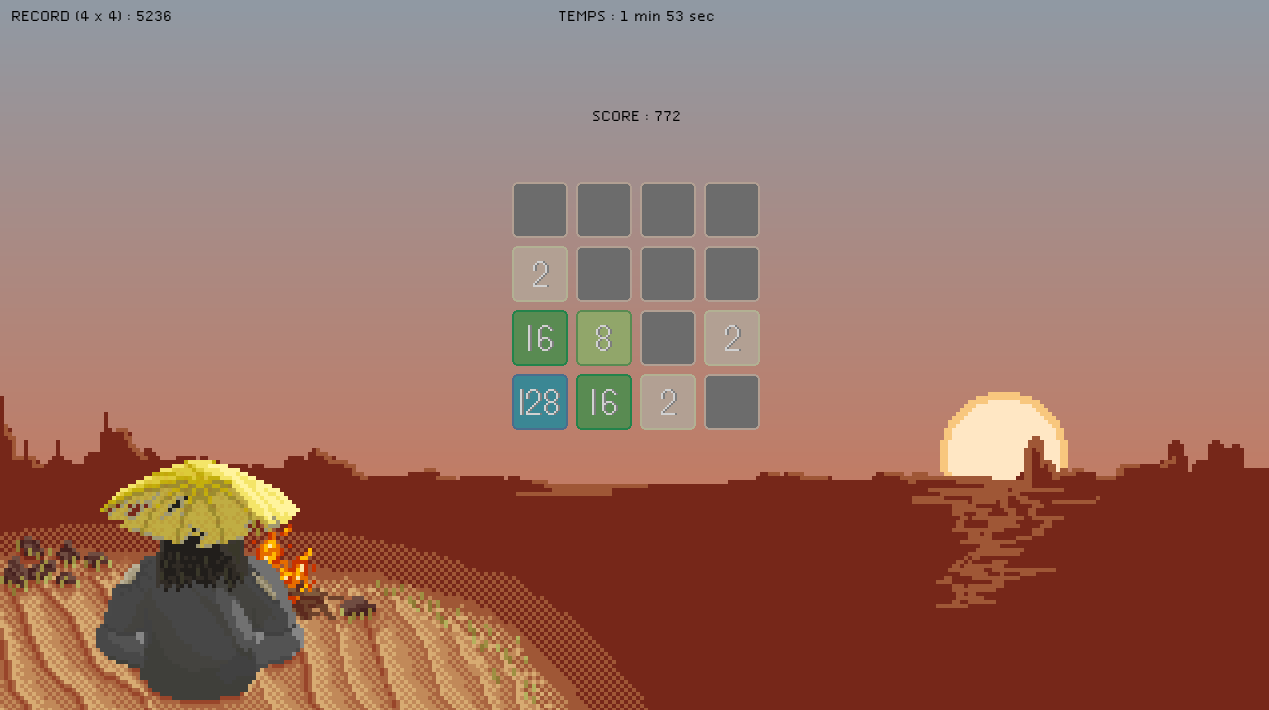 RECORD (4 x 4) : 5236
TEMPS : 1 min 53 sec
SCORE : 772
2
16 8 2
128 16 2